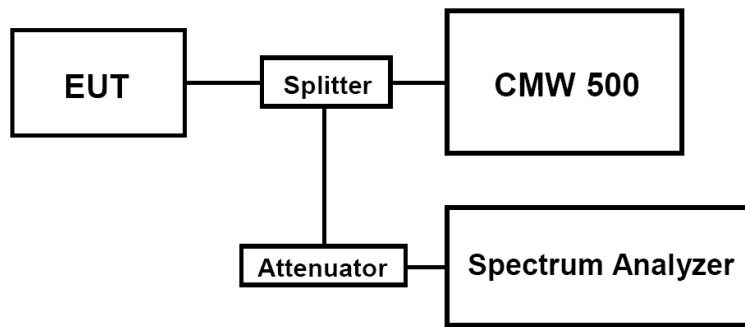 EUT
Splitter
CMW 500
Attenuator
Spectrum Analyzer